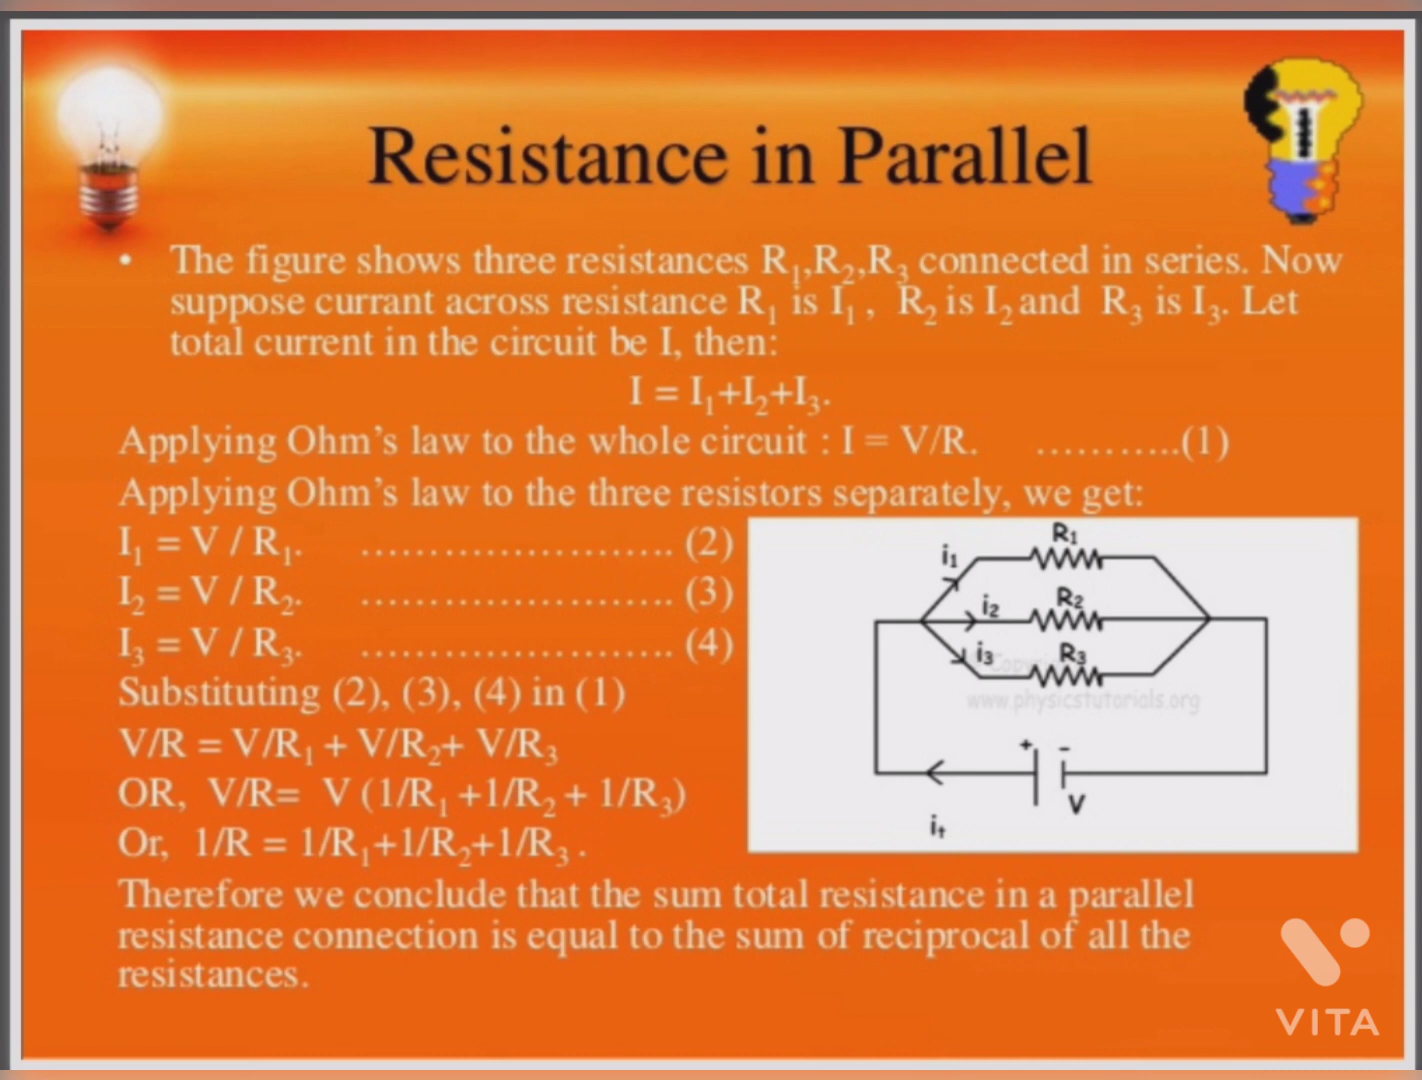 Resistance in Parallel
• The figure shows three resistances R₁,R₂,R₃ connected in series. Now
suppose currant across resistance R₁ is I₁ , R₂ is I₂ and R₃ is I₃. Let
total current in the circuit be I, then:
I = I₁+I₂+I₃.
Applying Ohm's law to the whole circuit : I = V/R. ………..(1)
Applying Ohm's law to the three resistors separately, we get:
I₁ = V / R₁. ………………………. (2)
I₂ = V / R₂. ………………………. (3)
I₃ = V / R₃. ………………………. (4)
Substituting (2), (3), (4) in (1)
V/R = V/R₁ + V/R₂+ V/R₃
OR, V/R= V (1/R₁ +1/R₂ + 1/R₃)
Or, 1/R = 1/R₁+1/R₂+1/R₃ .
Therefore we conclude that the sum total resistance in a parallel
resistance connection is equal to the sum of reciprocal of all the
resistances.
R₁
i₁
R₂
i₂
R₃
i₃
www.physicstutorials.org
+ -
V
iₜ
VITA